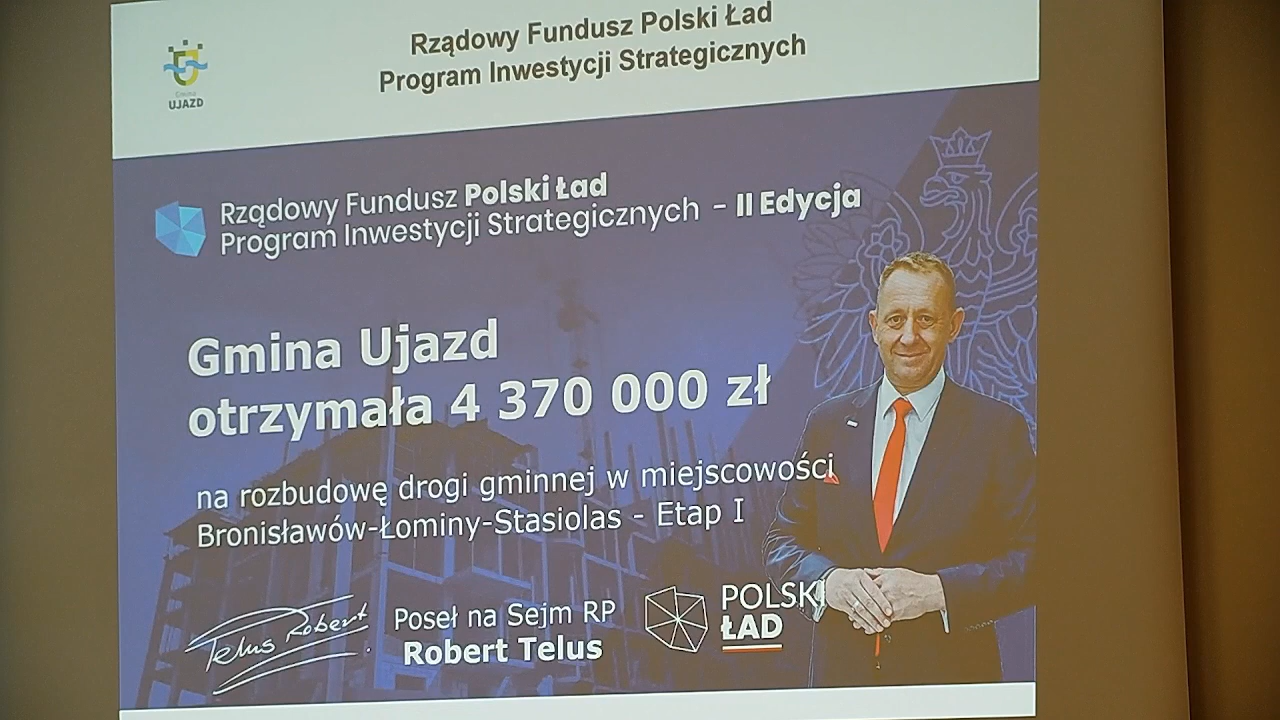 Rządowy Fundusz Polski Ład
Program Inwestycji Strategicznych
Gmina
UJAZD
Rządowy Fundusz Polski Ład
Program Inwestycji Strategicznych - II Edycja
Gmina Ujazd
otrzymała 4 370 000 zł
na rozbudowę drogi gminnej w miejscowości
Bronisławów-Łominy-Stasiolas - Etap I
Telus Robert
Poseł na Sejm RP
Robert Telus
POLSKI
ŁAD